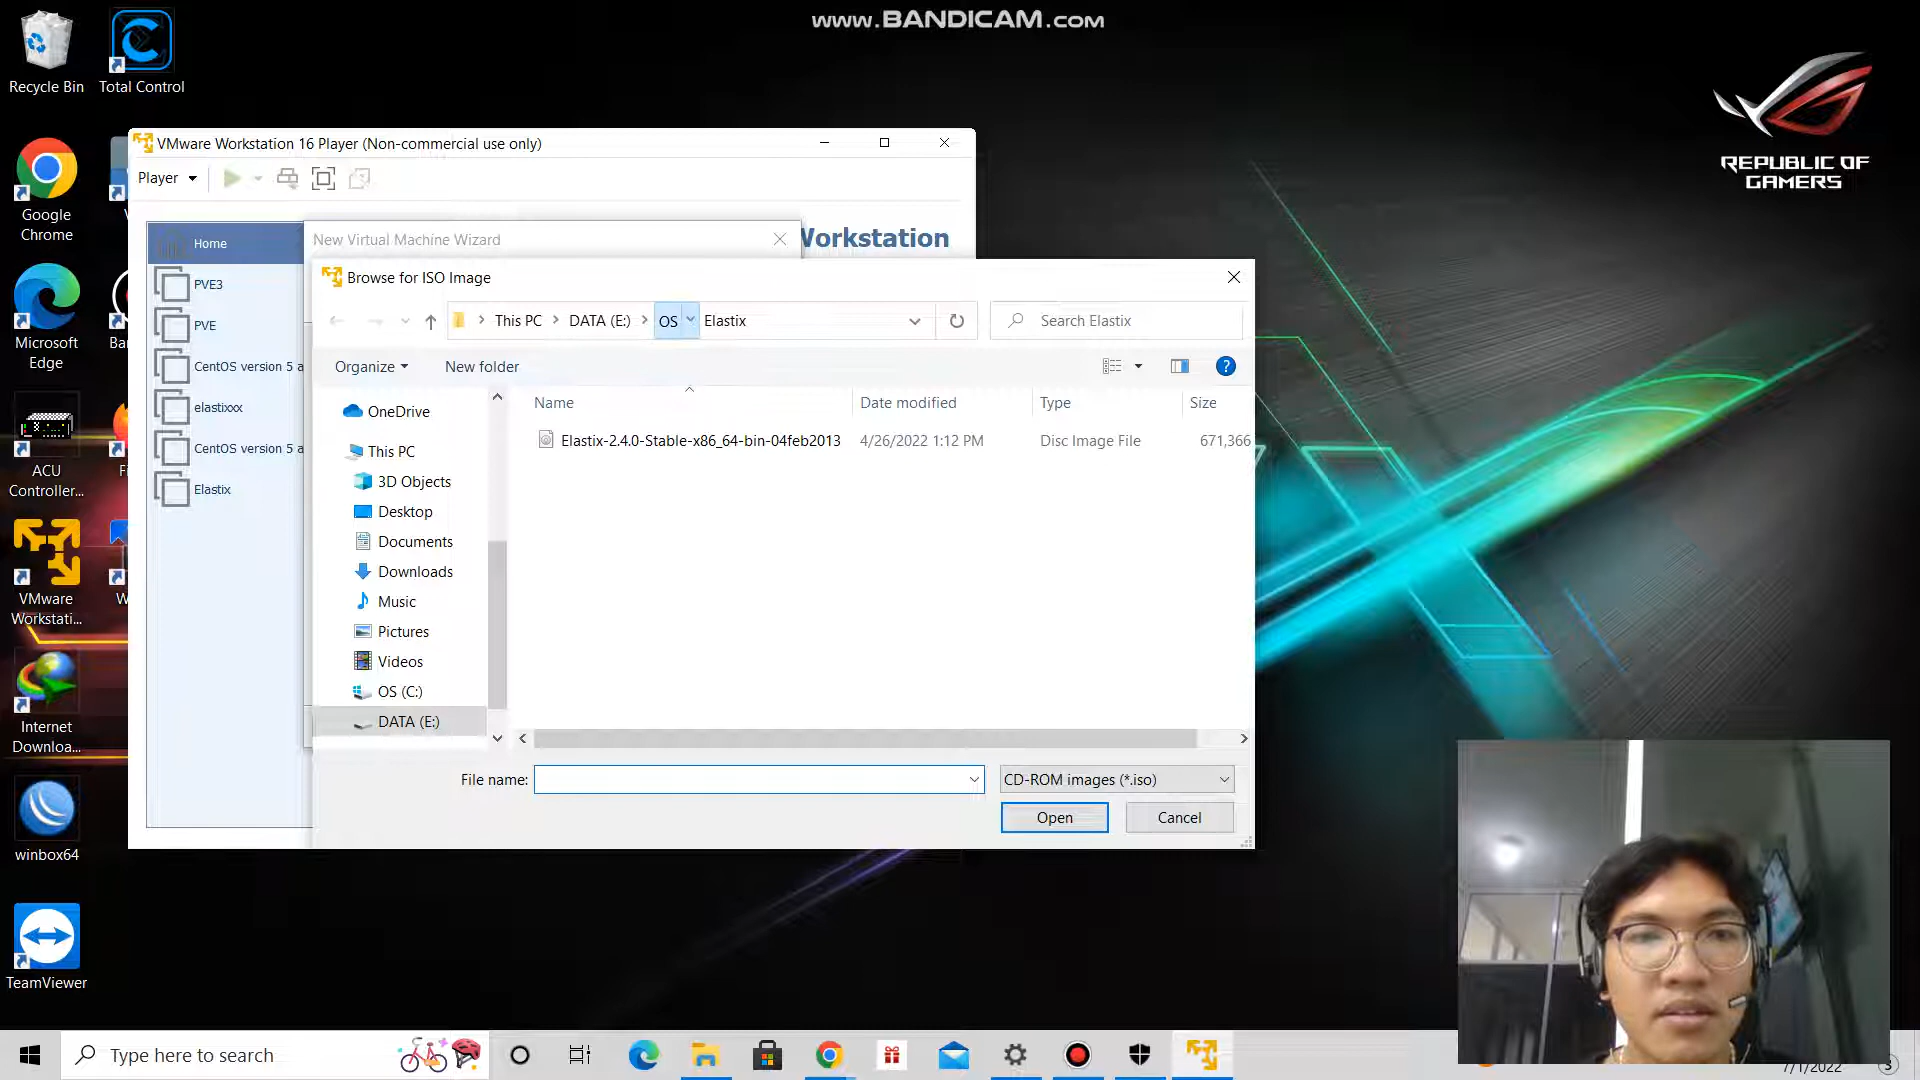 www.BANDICAM.com
Recycle Bin
Total Control
REPUBLIC OF
GAMERS
VMware Workstation 16 Player (Non-commercial use only)
Player
Google
Chrome
Home
New Virtual Machine Wizard
Workstation
Browse for ISO Image
PVE3
PVE
This PC
DATA (E:)
OS
Elastix
Search Elastix
Microsoft
Edge
CentOS version 5 a
Organize
New folder
elastixxx
OneDrive
Name
Date modified
Type
Size
CentOS version 5 a
This PC
Elastix-2.4.0-Stable-x86_64-bin-04feb2013
4/26/2022 1:12 PM
Disc Image File
671,366
ACU
Controller...
Elastix
3D Objects
Desktop
Documents
Downloads
VMware
Workstati...
Music
Pictures
Videos
OS (C:)
DATA (E:)
Internet
Downloa...
File name:
CD-ROM images (*.iso)
Open
Cancel
winbox64
TeamViewer
Type here to search
7/1/2022
3